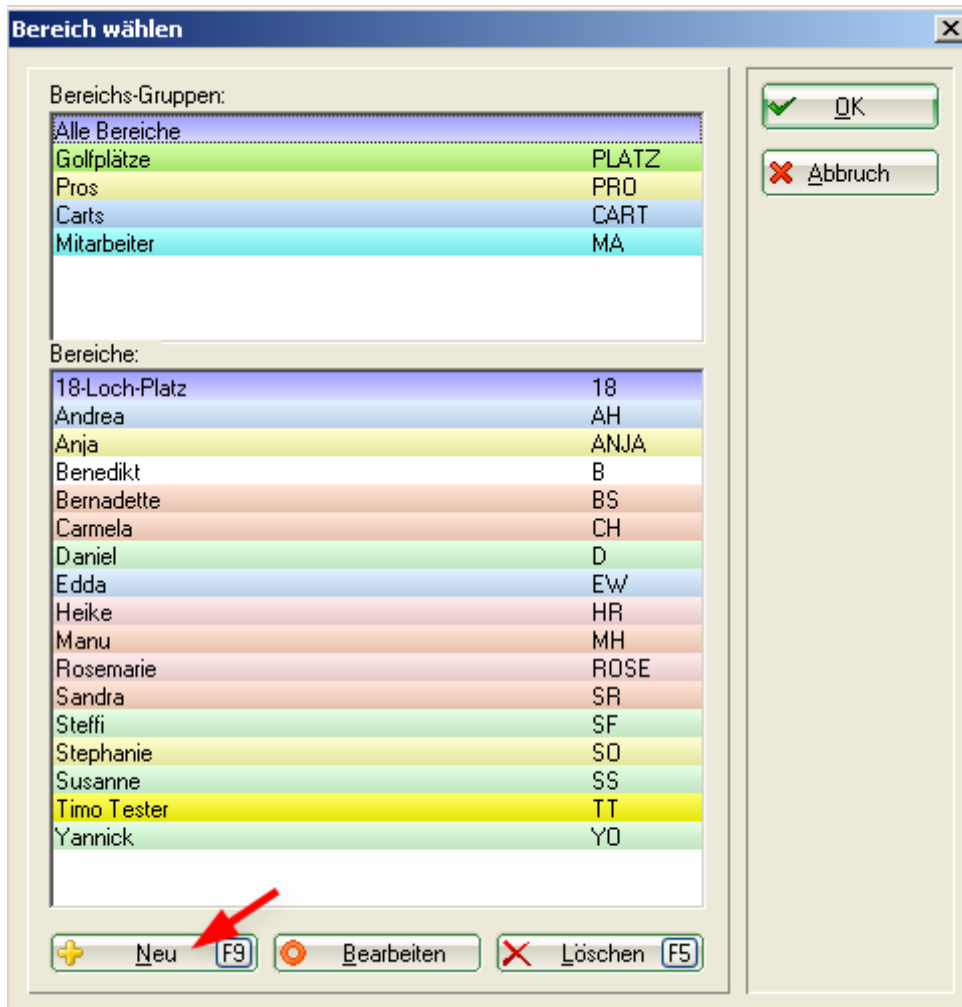 Bereich wählen
Bereichs-Gruppen:
Alle Bereiche
Golfplätze PLATZ
Pros PRO
Carts CART
Mitarbeiter MA
Bereiche:
18-Loch-Platz 18
Andrea AH
Anja ANJA
Benedikt B
Bernadette BS
Carmela CH
Daniel D
Edda EW
Heike HR
Manu MH
Rosemarie ROSE
Sandra SR
Steffi SF
Stephanie SO
Susanne SS
Timo Tester TT
Yannick YO
Neu F9 Bearbeiten Löschen F5
OK
Abbruch